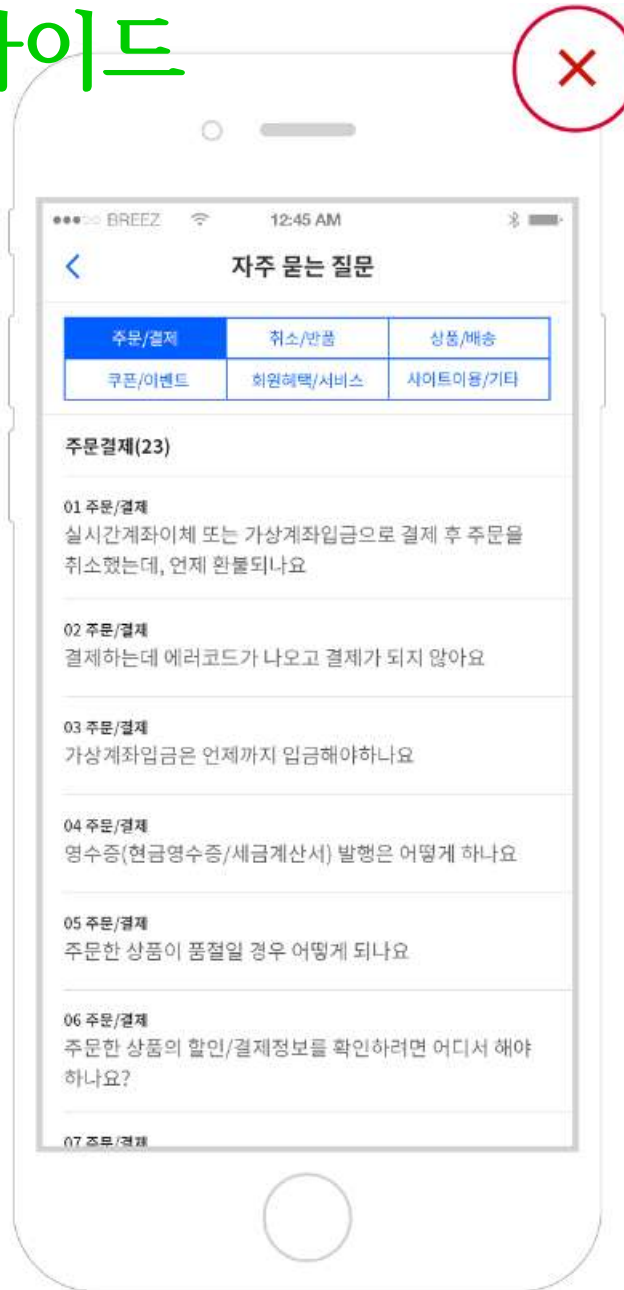 이드
BREEZ 12:45 AM
자주 묻는 질문
주문/결제 취소/반품 상품/배송
쿠폰/이벤트 회원혜택/서비스 사이트이용/기타
주문결제(23)
01 주문/결제
실시간계좌이체 또는 가상계좌입금으로 결제 후 주문을
취소했는데, 언제 환불되나요
02 주문/결제
결제하는데 에러코드가 나오고 결제가 되지 않아요
03 주문/결제
가상계좌입금은 언제까지 입금해야하나요
04 주문/결제
영수증(현금영수증/세금계산서) 발행은 어떻게 하나요
05 주문/결제
주문한 상품이 품절일 경우 어떻게 되나요
06 주문/결제
주문한 상품의 할인/결제정보를 확인하려면 어디서 해야
하나요?
07 주문/결제